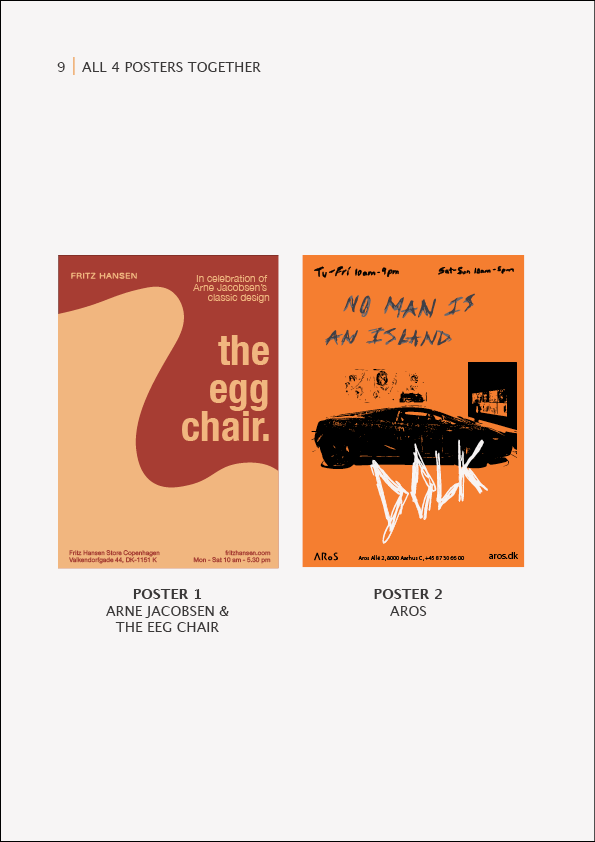 9 | ALL 4 POSTERS TOGETHER
FRITZ HANSEN
In celebration of
Arne Jacobsen's
classic design
the
egg
chair.
Fritz Hansen Store Copenhagen
Valkendorfgade 44, DK-1151 K
fritzhansen.com
Mon - Sat 10 am - 5.30 pm
Tu-Fri 10am-9pm
Sat-Sun 10am-5pm
NO MAN IS
AN ISLAND
DOLK
ARoS
Aros Allé 2, 8000 Aarhus C, +45 87 30 66 00
aros.dk
POSTER 1
ARNE JACOBSEN &
THE EEG CHAIR
POSTER 2
AROS